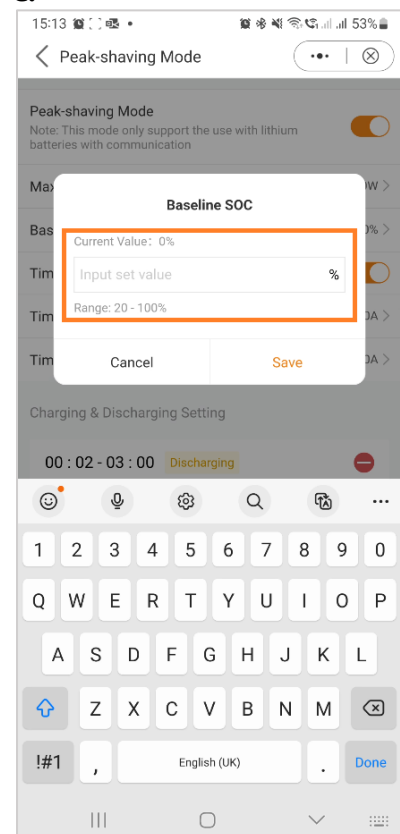 15:13 53%
Peak-shaving Mode
Peak-shaving Mode
Note: This mode only support the use with lithium
batteries with communication
Max W >
Baseline SOC
Bas 0% >
Current Value: 0%
Tim
Input set value %
Tim 0A >
Range: 20 - 100%
Tim 0A >
Cancel Save
Charging & Discharging Setting
00 : 02 - 03 : 00 Discharging
1 2 3 4 5 6 7 8 9 0
Q W E R T Y U I O P
A S D F G H J K L
Z X C V B N M
!#1 , English (UK) . Done